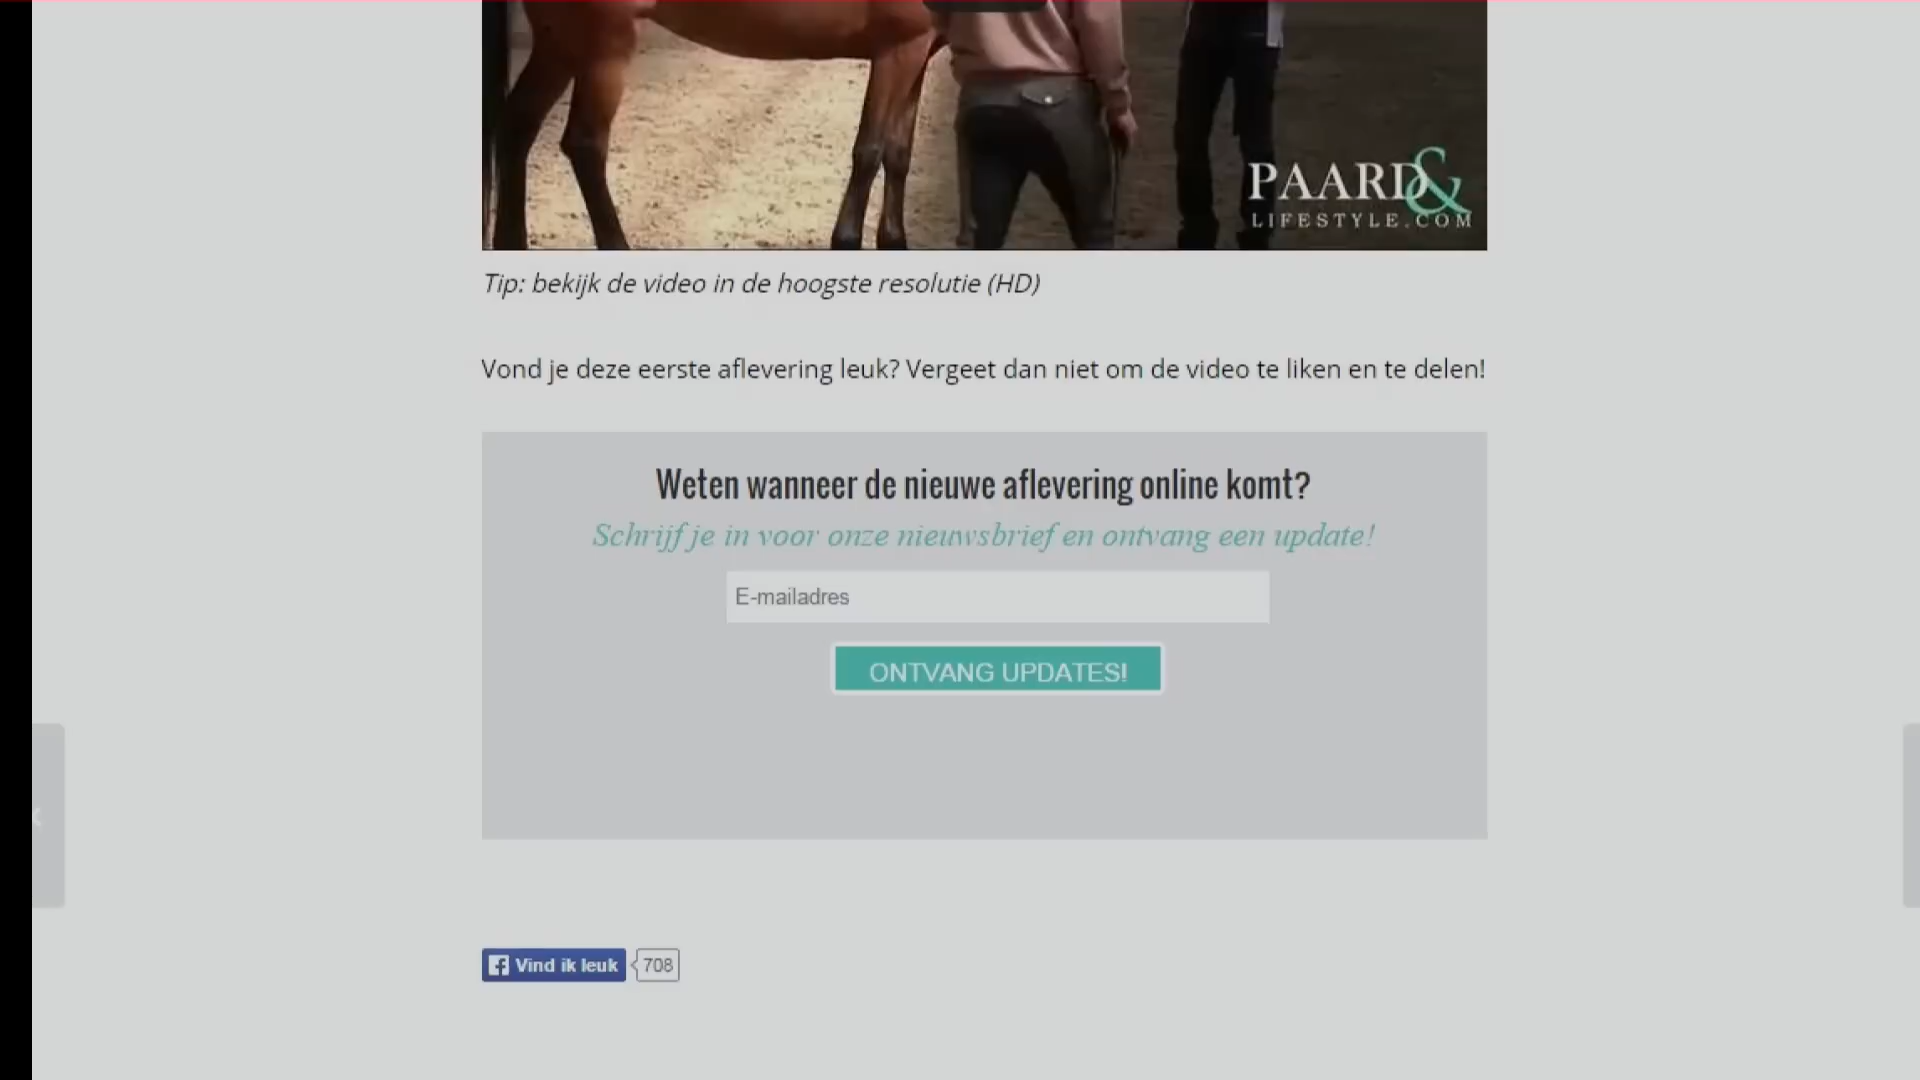 PAARD&
LIFESTYLE.COM
Tip: bekijk de video in de hoogste resolutie (HD)
Vond je deze eerste aflevering leuk? Vergeet dan niet om de video te liken en te delen!
Weten wanneer de nieuwe aflevering online komt?
Schrijf je in voor onze nieuwsbrief en ontvang een update!
E-mailadres
ONTVANG UPDATES!
Vind ik leuk 708